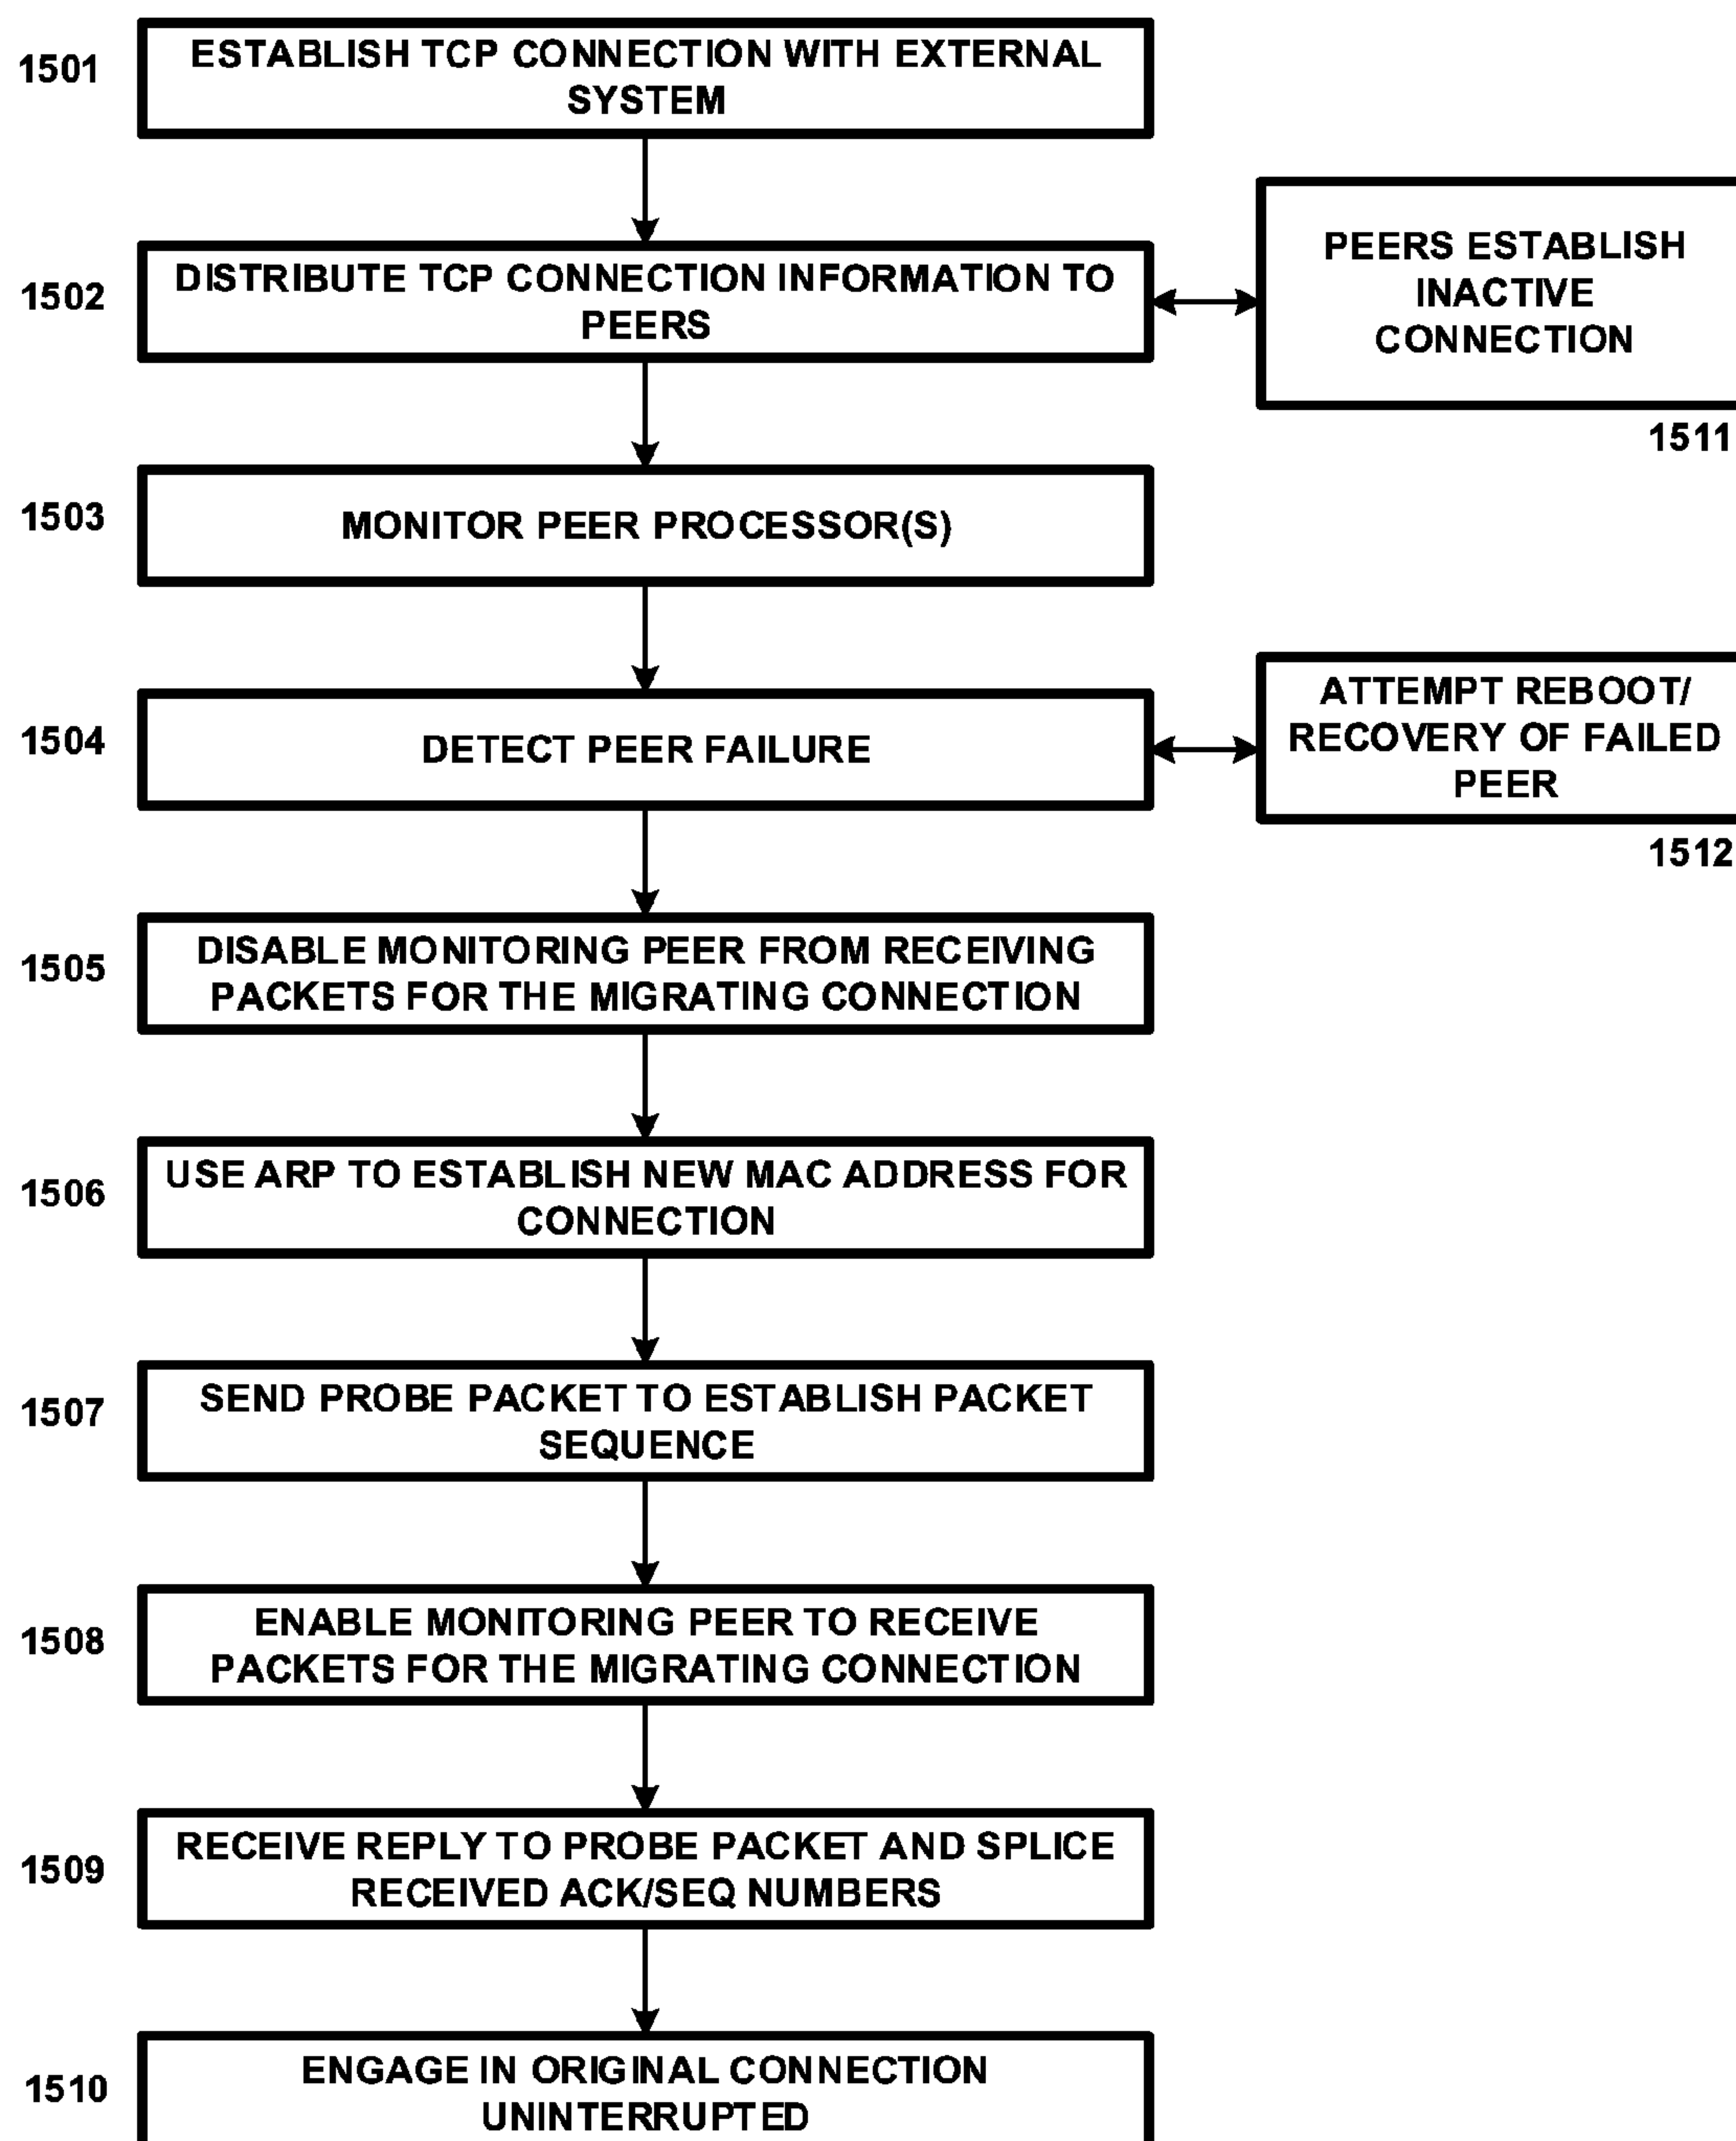 1501
ESTABLISH TCP CONNECTION WITH EXTERNAL
SYSTEM
1502
DISTRIBUTE TCP CONNECTION INFORMATION TO
PEERS
PEERS ESTABLISH
INACTIVE
CONNECTION
1511
1503
MONITOR PEER PROCESSOR(S)
1504
DETECT PEER FAILURE
ATTEMPT REBOOT/
RECOVERY OF FAILED
PEER
1512
1505
DISABLE MONITORING PEER FROM RECEIVING
PACKETS FOR THE MIGRATING CONNECTION
1506
USE ARP TO ESTABLISH NEW MAC ADDRESS FOR
CONNECTION
1507
SEND PROBE PACKET TO ESTABLISH PACKET
SEQUENCE
1508
ENABLE MONITORING PEER TO RECEIVE
PACKETS FOR THE MIGRATING CONNECTION
1509
RECEIVE REPLY TO PROBE PACKET AND SPLICE
RECEIVED ACK/SEQ NUMBERS
1510
ENGAGE IN ORIGINAL CONNECTION
UNINTERRUPTED